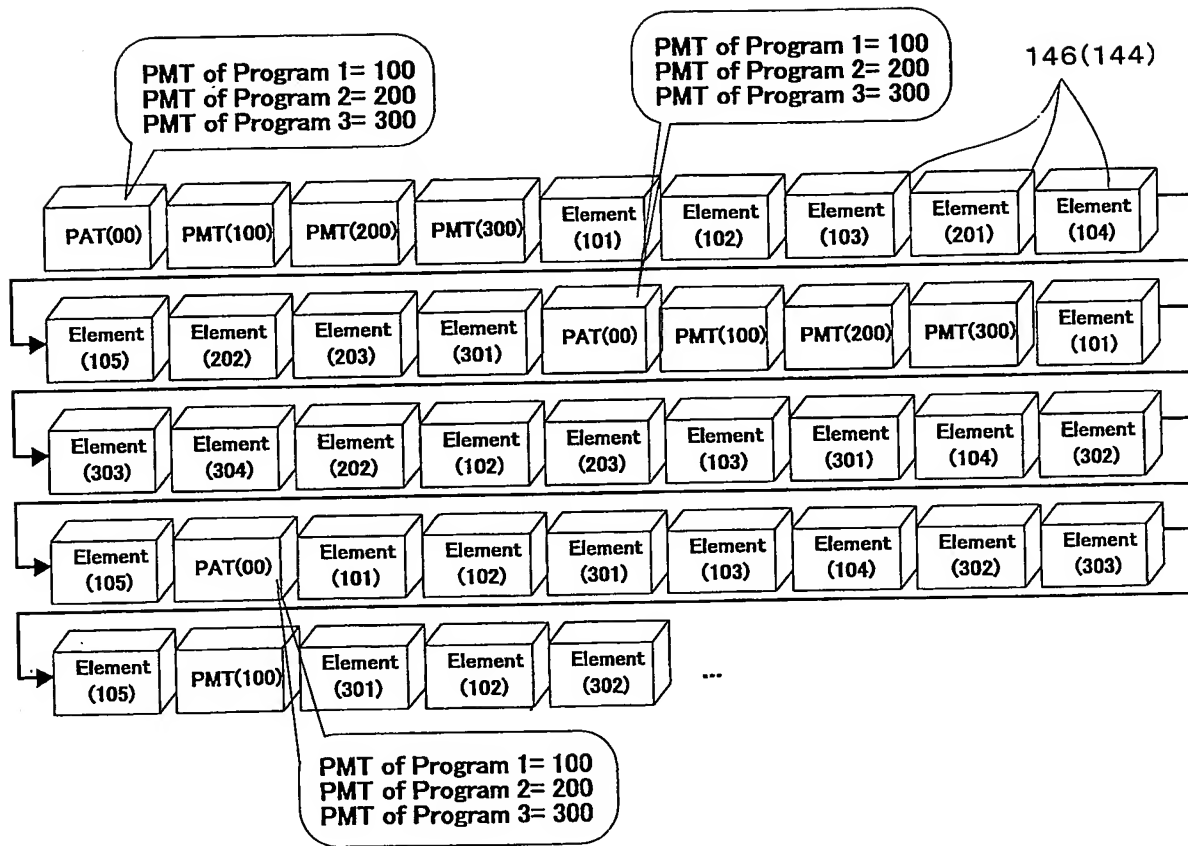 PMT of Program 1= 100
PMT of Program 2= 200
PMT of Program 3= 300
PMT of Program 1= 100
PMT of Program 2= 200
PMT of Program 3= 300
146(144)
PAT(00)
PMT(100)
PMT(200)
PMT(300)
Element
(101)
Element
(102)
Element
(103)
Element
(201)
Element
(104)
Element
(105)
Element
(202)
Element
(203)
Element
(301)
PAT(00)
PMT(100)
PMT(200)
PMT(300)
Element
(101)
Element
(303)
Element
(304)
Element
(202)
Element
(102)
Element
(203)
Element
(103)
Element
(301)
Element
(104)
Element
(302)
Element
(105)
PAT(00)
Element
(101)
Element
(102)
Element
(301)
Element
(103)
Element
(104)
Element
(302)
Element
(303)
Element
(105)
PMT(100)
Element
(301)
Element
(102)
Element
(302)
...
PMT of Program 1= 100
PMT of Program 2= 200
PMT of Program 3= 300